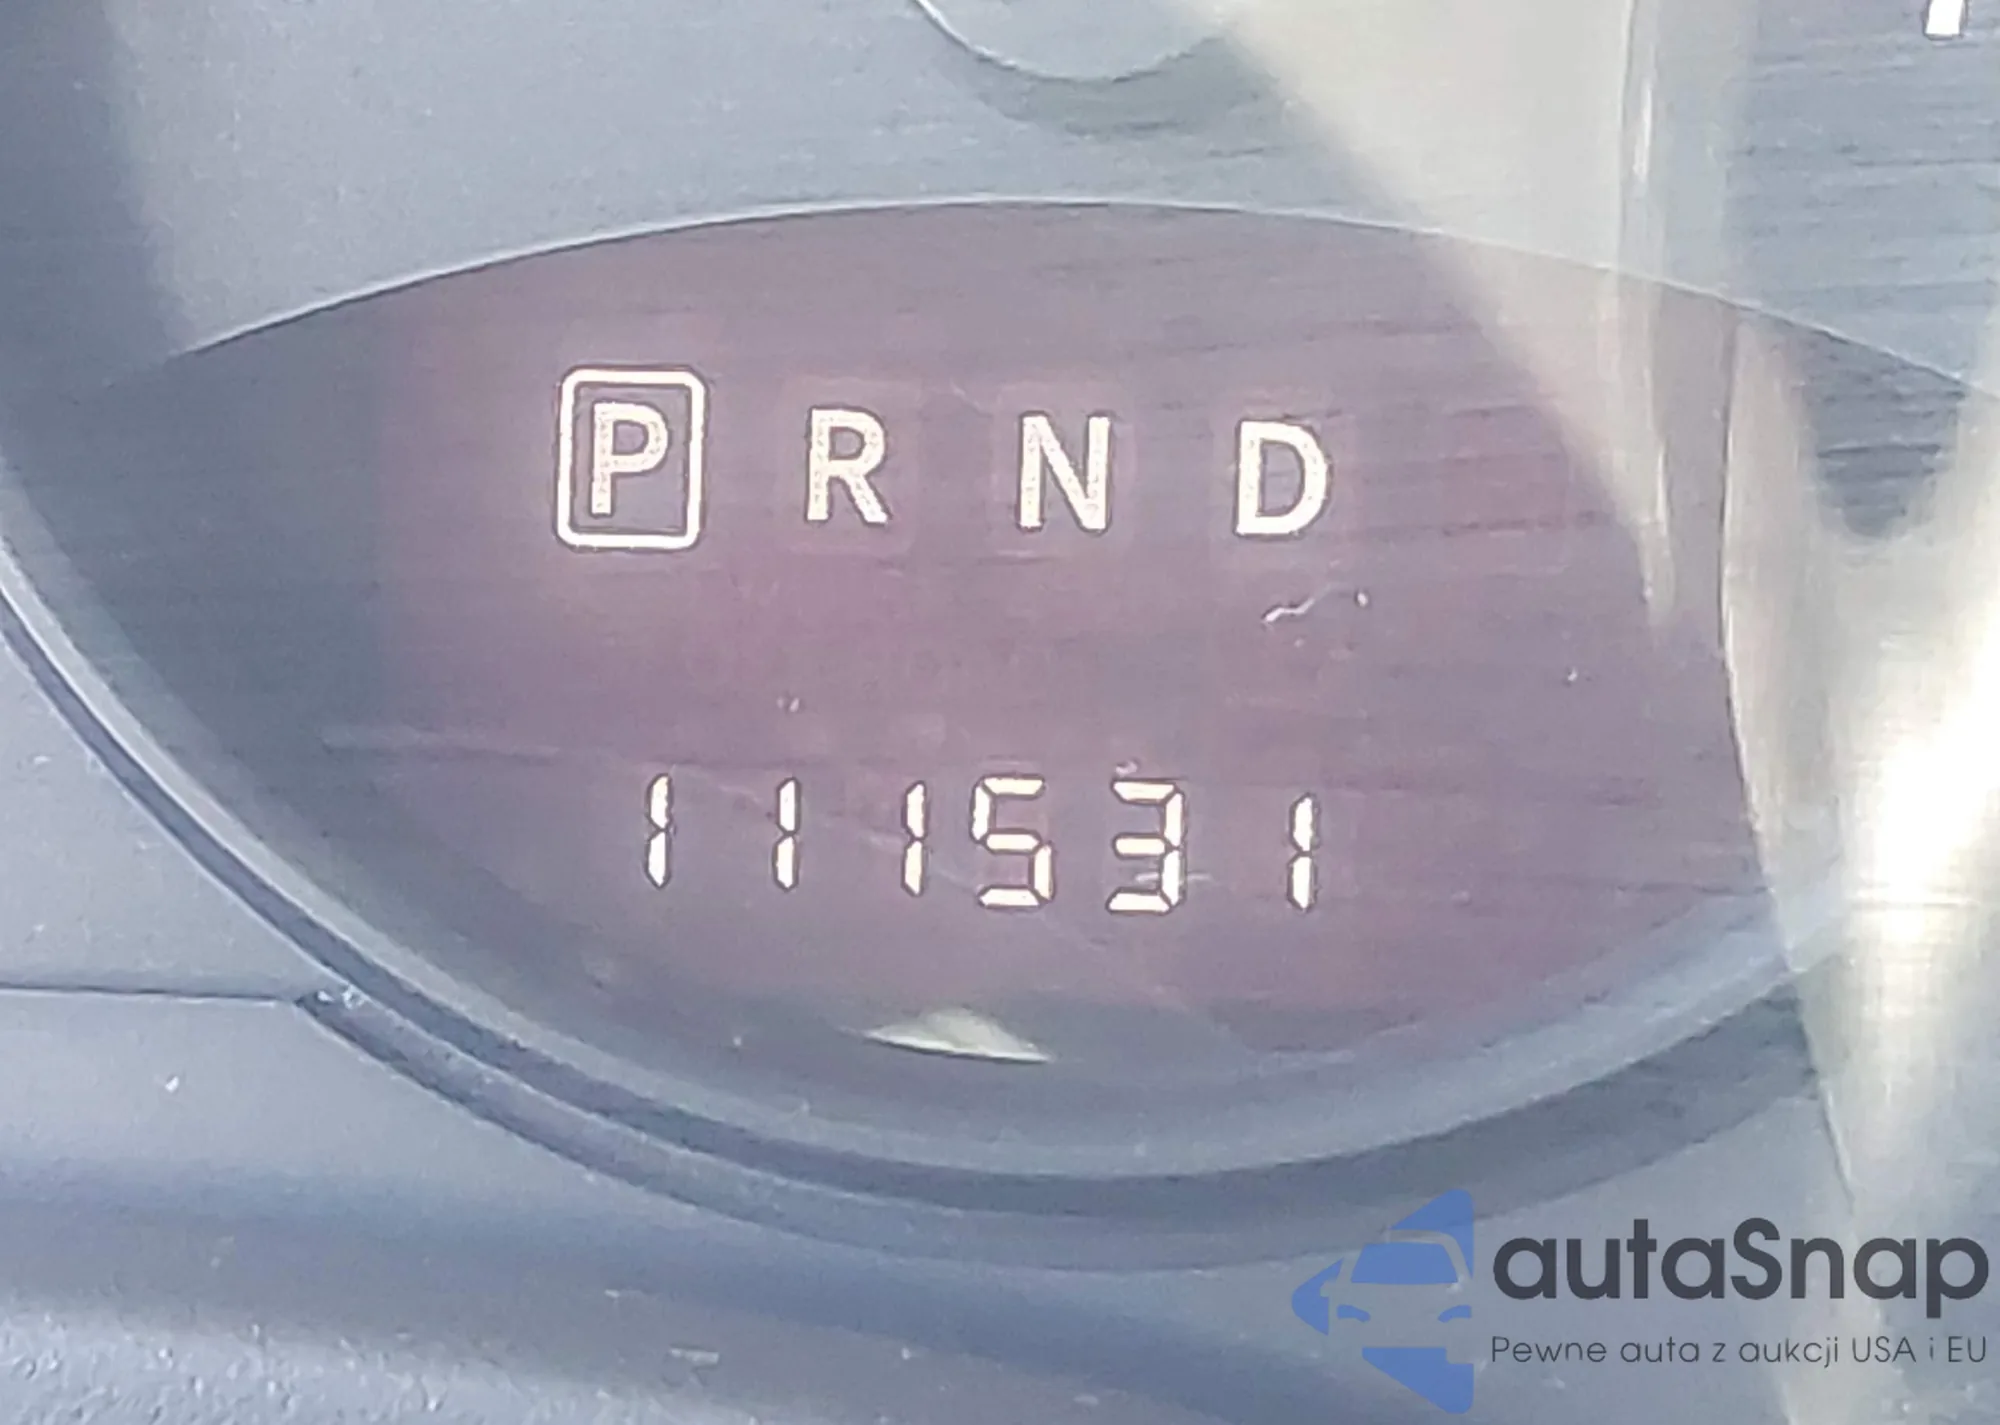 P R N D
111531
autaSnap
Pewne auta z aukcji USA i EU